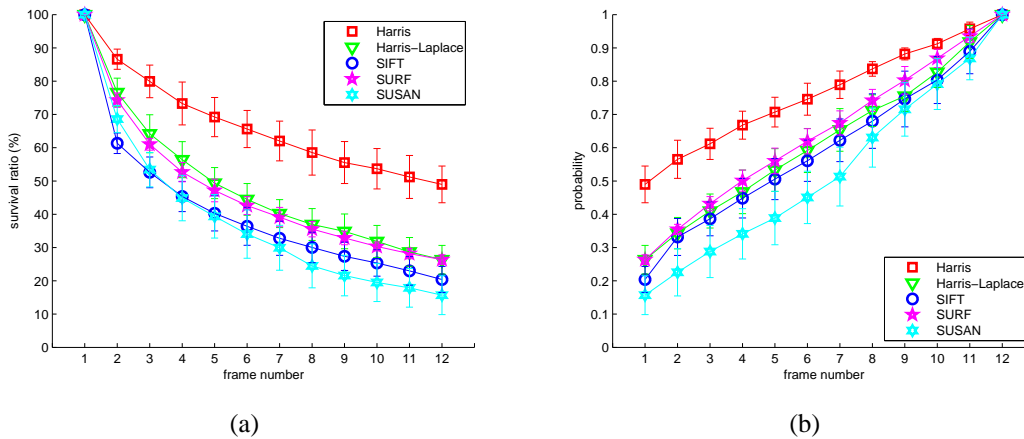 100
90
80
70
60
50
40
30
20
10
0
survival ratio (%)
1 2 3 4 5 6 7 8 9 10 11 12
frame number
Harris
Harris−Laplace
SIFT
SURF
SUSAN
(a)
1
0.9
0.8
0.7
0.6
0.5
0.4
0.3
0.2
0.1
0
probability
1 2 3 4 5 6 7 8 9 10 11 12
frame number
Harris
Harris−Laplace
SIFT
SURF
SUSAN
(b)